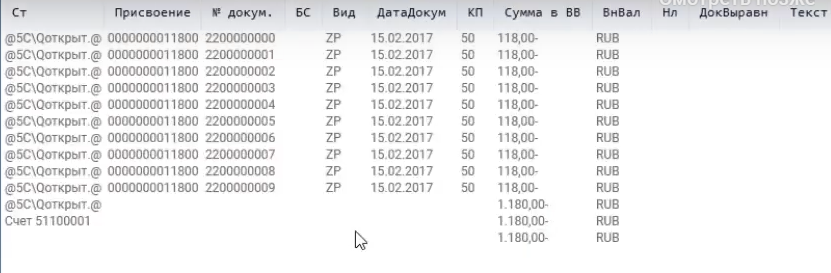 Смотреть позже
Ст Присвоение № докум. БС Вид ДатаДокум КП Сумма в ВВ ВнВал Нл ДокВыравн Текст
@5C\Qоткрыт.@ 0000000011800 2200000000 ZP 15.02.2017 50 118,00- RUB
@5C\Qоткрыт.@ 0000000011800 2200000001 ZP 15.02.2017 50 118,00- RUB
@5C\Qоткрыт.@ 0000000011800 2200000002 ZP 15.02.2017 50 118,00- RUB
@5C\Qоткрыт.@ 0000000011800 2200000003 ZP 15.02.2017 50 118,00- RUB
@5C\Qоткрыт.@ 0000000011800 2200000004 ZP 15.02.2017 50 118,00- RUB
@5C\Qоткрыт.@ 0000000011800 2200000005 ZP 15.02.2017 50 118,00- RUB
@5C\Qоткрыт.@ 0000000011800 2200000006 ZP 15.02.2017 50 118,00- RUB
@5C\Qоткрыт.@ 0000000011800 2200000007 ZP 15.02.2017 50 118,00- RUB
@5C\Qоткрыт.@ 0000000011800 2200000008 ZP 15.02.2017 50 118,00- RUB
@5C\Qоткрыт.@ 0000000011800 2200000009 ZP 15.02.2017 50 118,00- RUB
@5C\Qоткрыт.@ 1.180,00- RUB
Счет 51100001 1.180,00- RUB
1.180,00- RUB